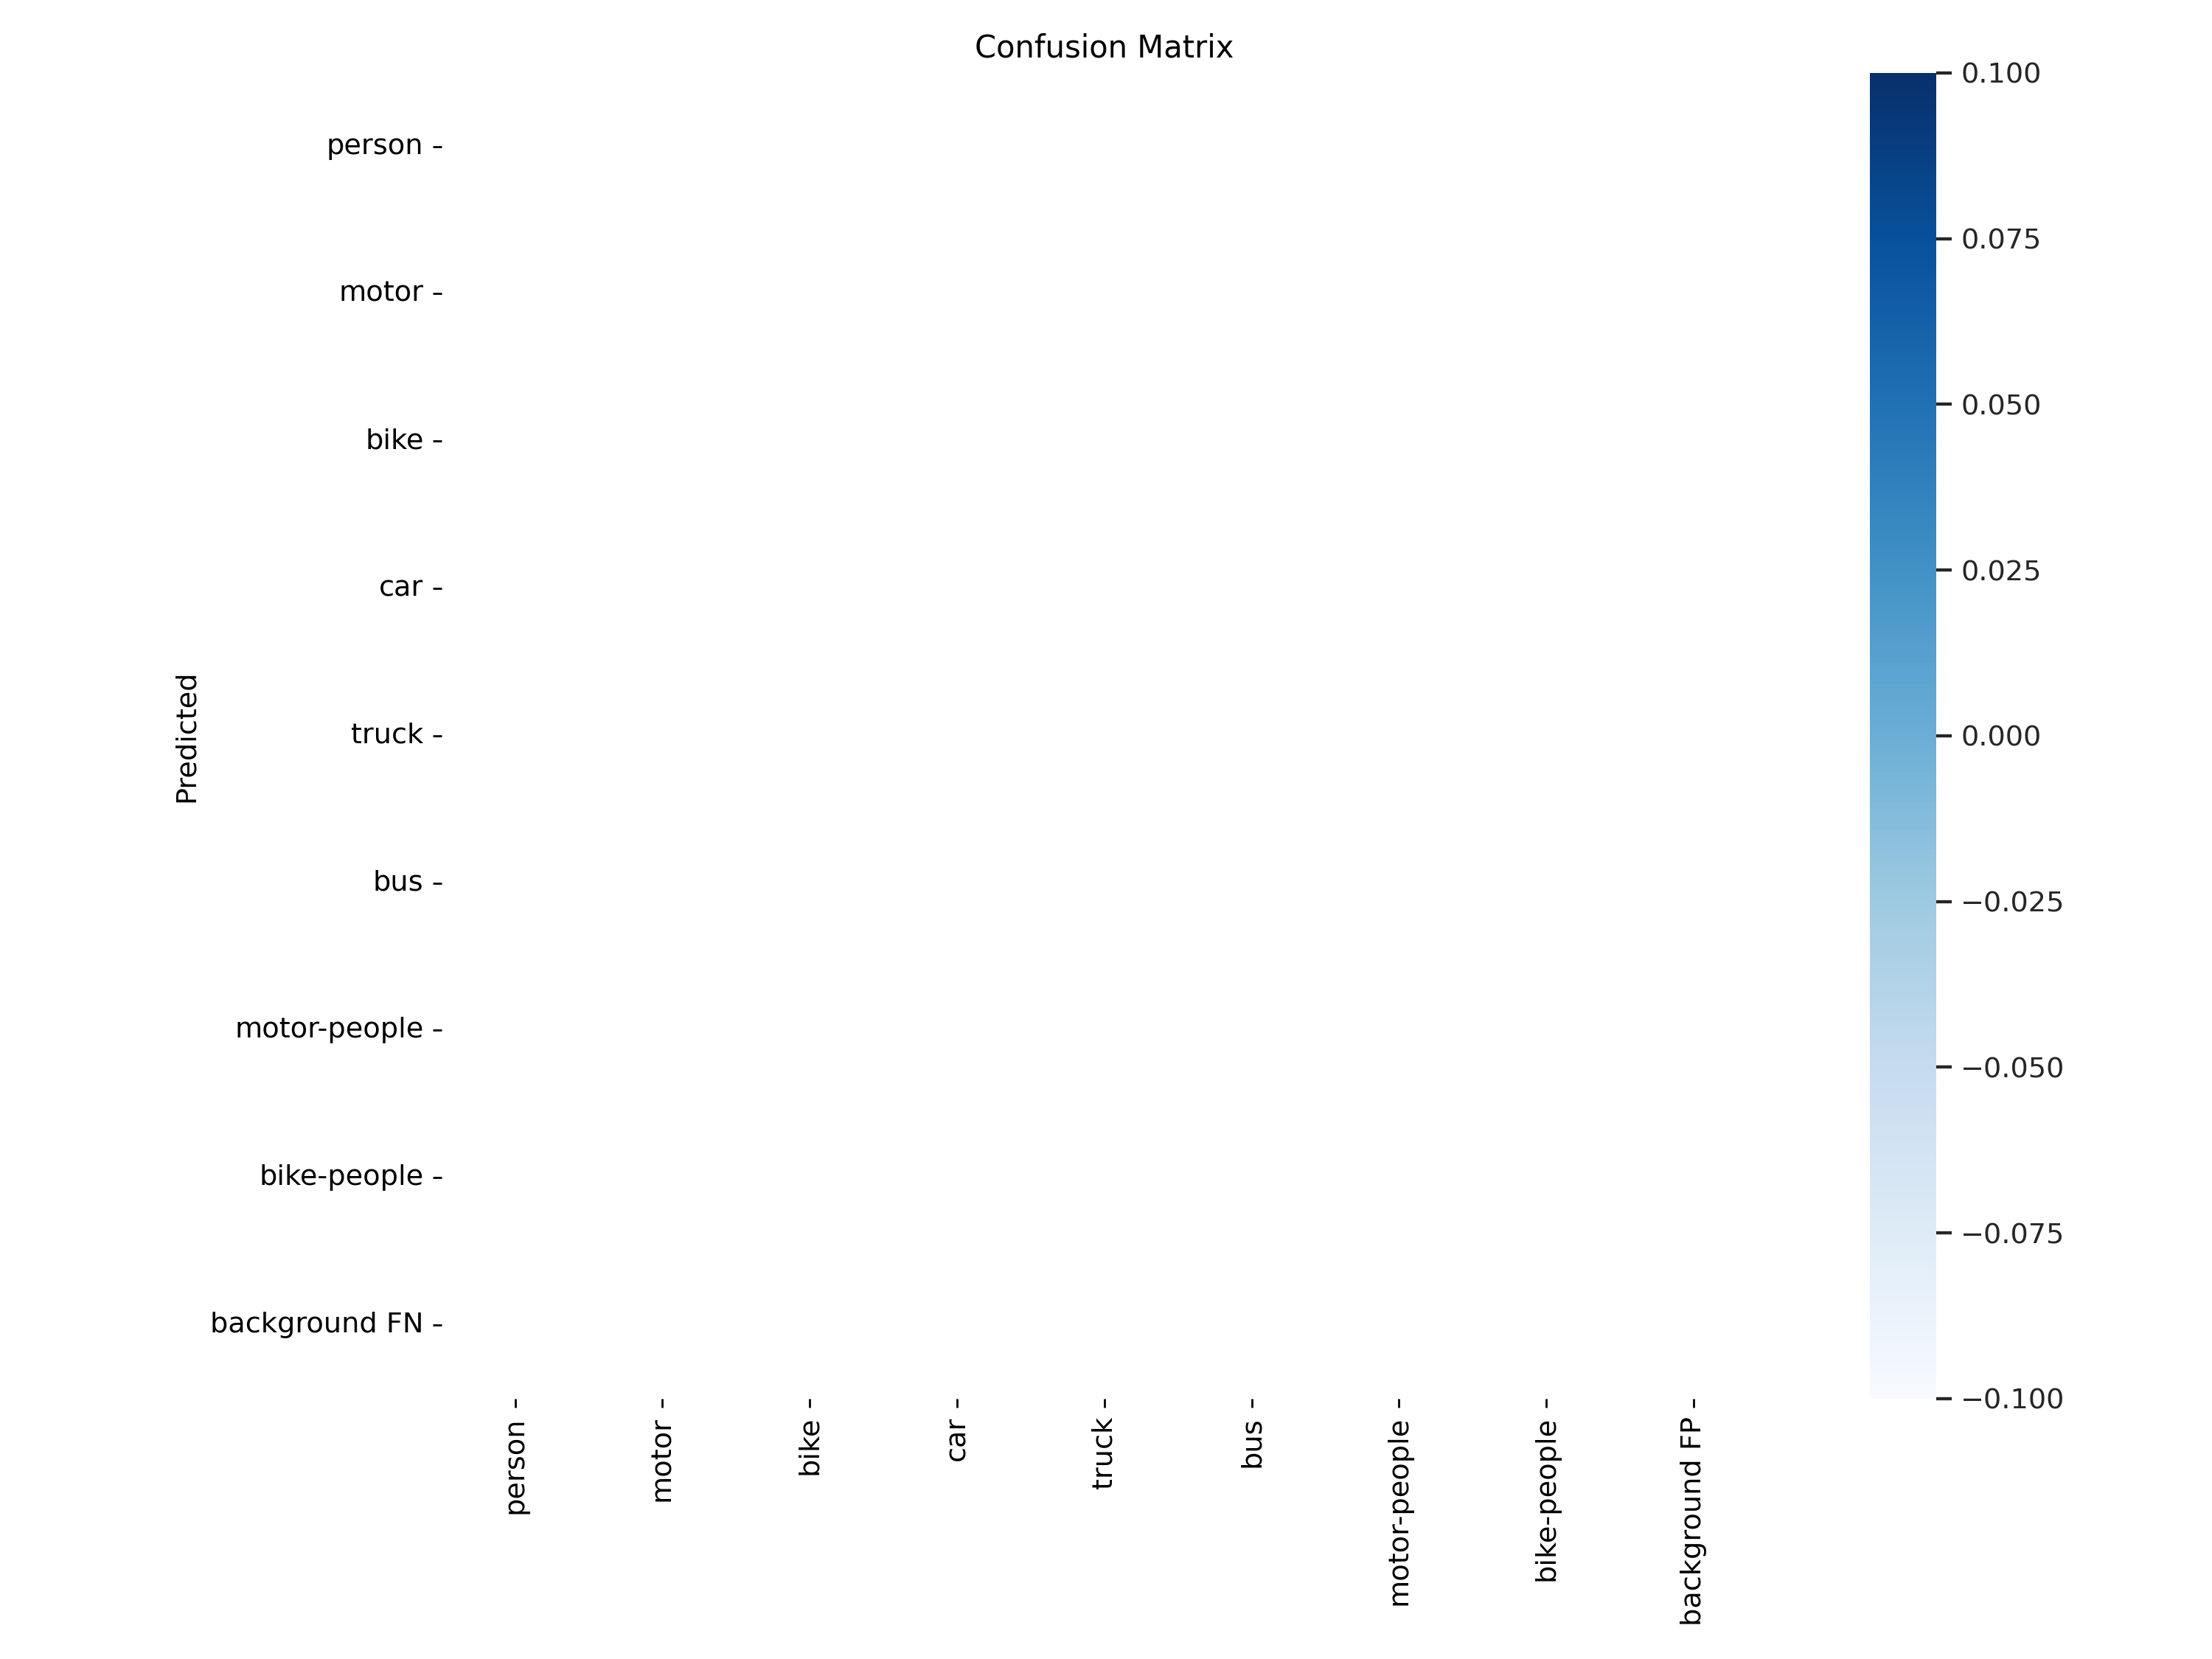 Confusion Matrix
person
motor
bike
car
truck
bus
motor-people
bike-people
background FN
Predicted
person
motor
bike
car
truck
bus
motor-people
bike-people
background FP
0.100
0.075
0.050
0.025
0.000
−0.025
−0.050
−0.075
−0.100